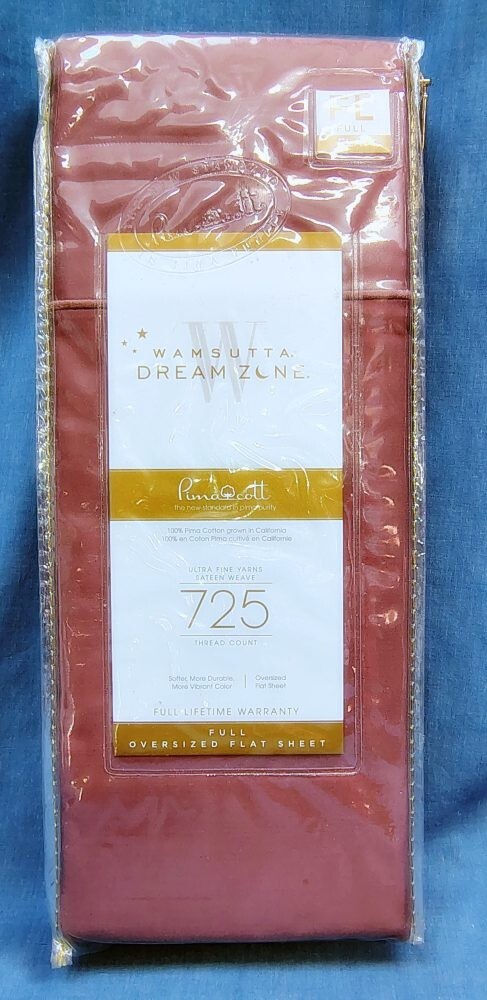 FL
FULL
PimaCott
W
WAMSUTTA
DREAM ZONE
PimaCott
the new standard in pima purity
100% Pima Cotton grown in California
100% en Coton Pima cultivé en Californie
ULTRA FINE YARNS
SATEEN WEAVE
725
THREAD COUNT
Softer, More Durable,
More Vibrant Color
Oversized
Flat Sheet
FULL LIFETIME WARRANTY
FULL
OVERSIZED FLAT SHEET